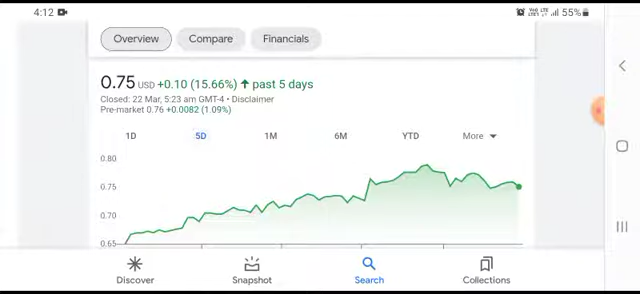 4:12
55%
Overview Compare Financials
0.75 USD +0.10 (15.66%) ↑ past 5 days
Closed: 22 Mar, 5:23 am GMT-4 • Disclaimer
Pre-market 0.76 +0.0082 (1.09%)
1D 5D 1M 6M YTD More
0.80
0.75
0.70
0.65
Discover Snapshot Search Collections